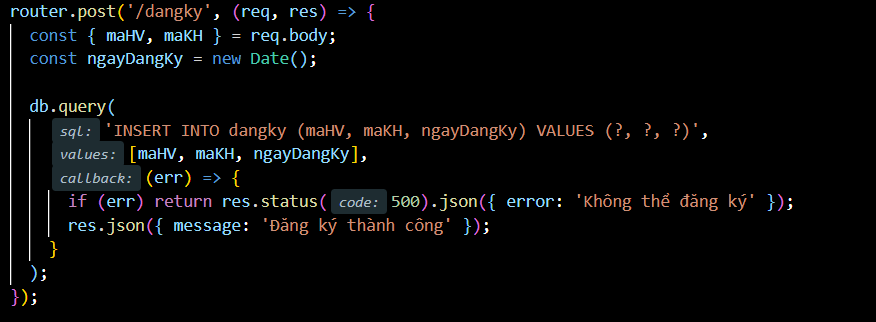 router.post('/dangky', (req, res) => {
  const { maHV, maKH } = req.body;
  const ngayDangKy = new Date();

  db.query(
    sql: 'INSERT INTO dangky (maHV, maKH, ngayDangKy) VALUES (?, ?, ?)',
    values: [maHV, maKH, ngayDangKy],
    callback: (err) => {
      if (err) return res.status( code: 500).json({ error: 'Không thể đăng ký' });
      res.json({ message: 'Đăng ký thành công' });
    }
  );
});